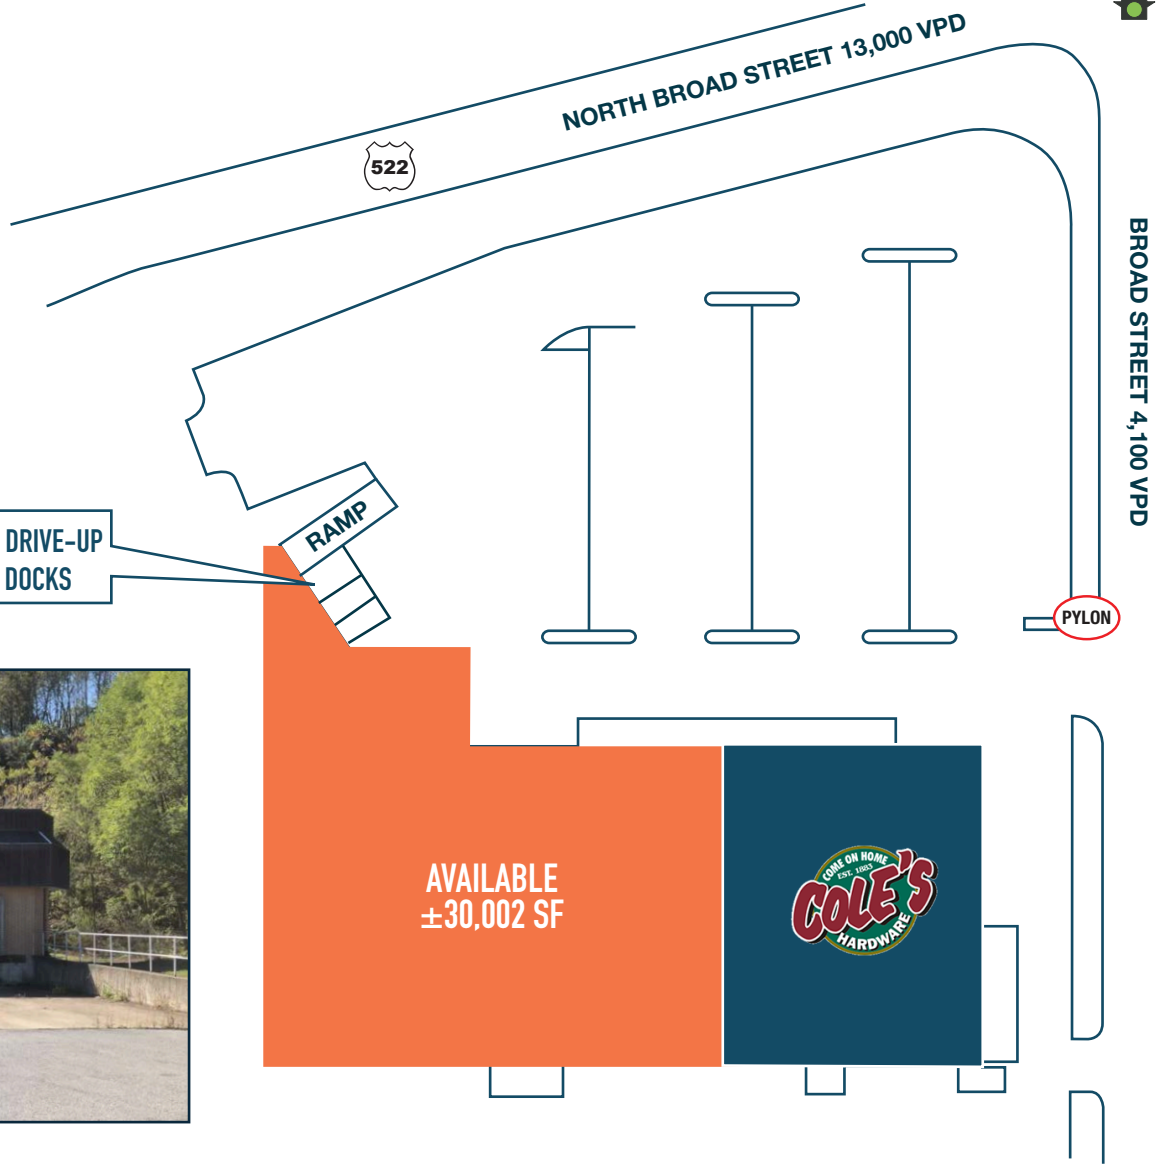 NORTH BROAD STREET 13,000 VPD
522
BROAD STREET 4,100 VPD
RAMP
DRIVE-UP
DOCKS
PYLON
AVAILABLE
±30,002 SF
COME ON HOME
EST. 1883
COLE'S
HARDWARE